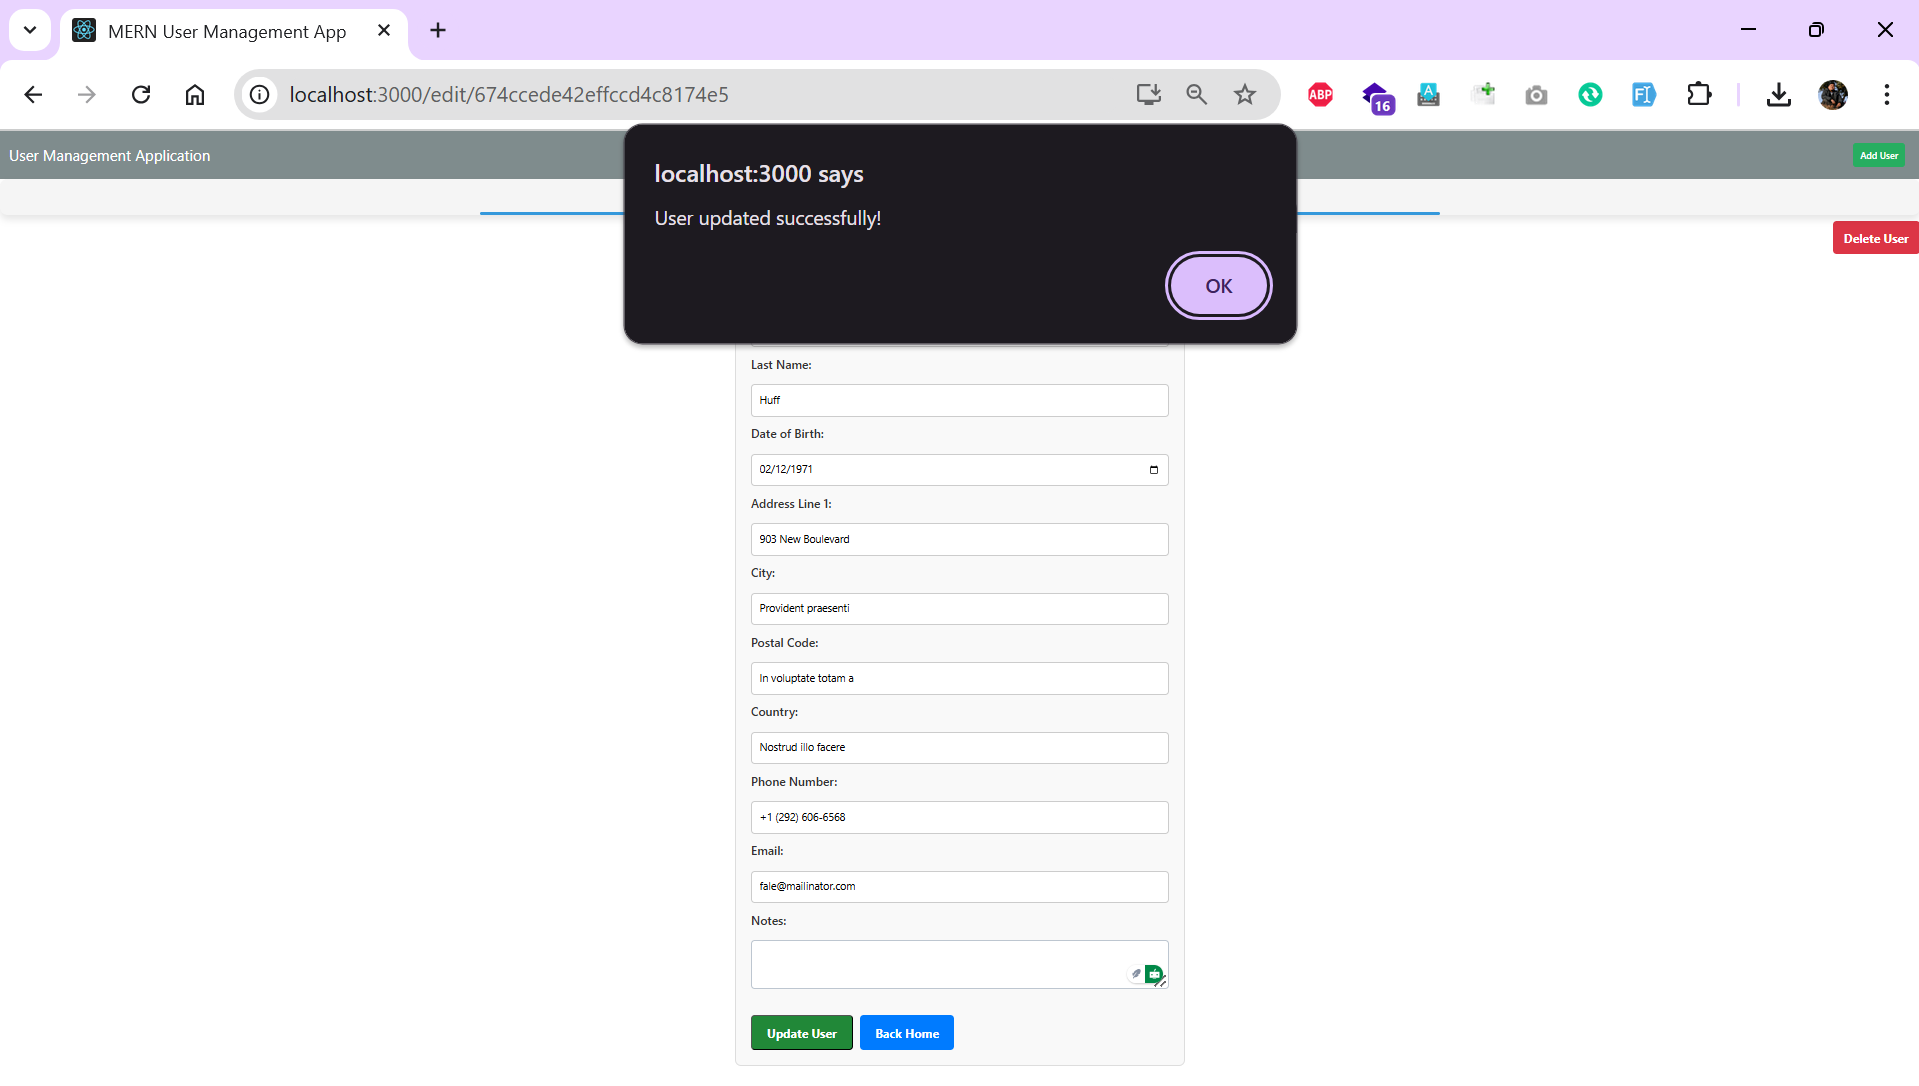 MERN User Management App
localhost:3000/edit/674ccede42effccd4c8174e5
ABP
16
A
User Management Application
Add User
localhost:3000 says
User updated successfully!
OK
Delete User
Last Name:
Huff
Date of Birth:
02/12/1971
Address Line 1:
903 New Boulevard
City:
Provident praesenti
Postal Code:
In voluptate totam a
Country:
Nostrud illo facere
Phone Number:
+1 (292) 606-6568
Email:
fale@mailinator.com
Notes:
Update User
Back Home